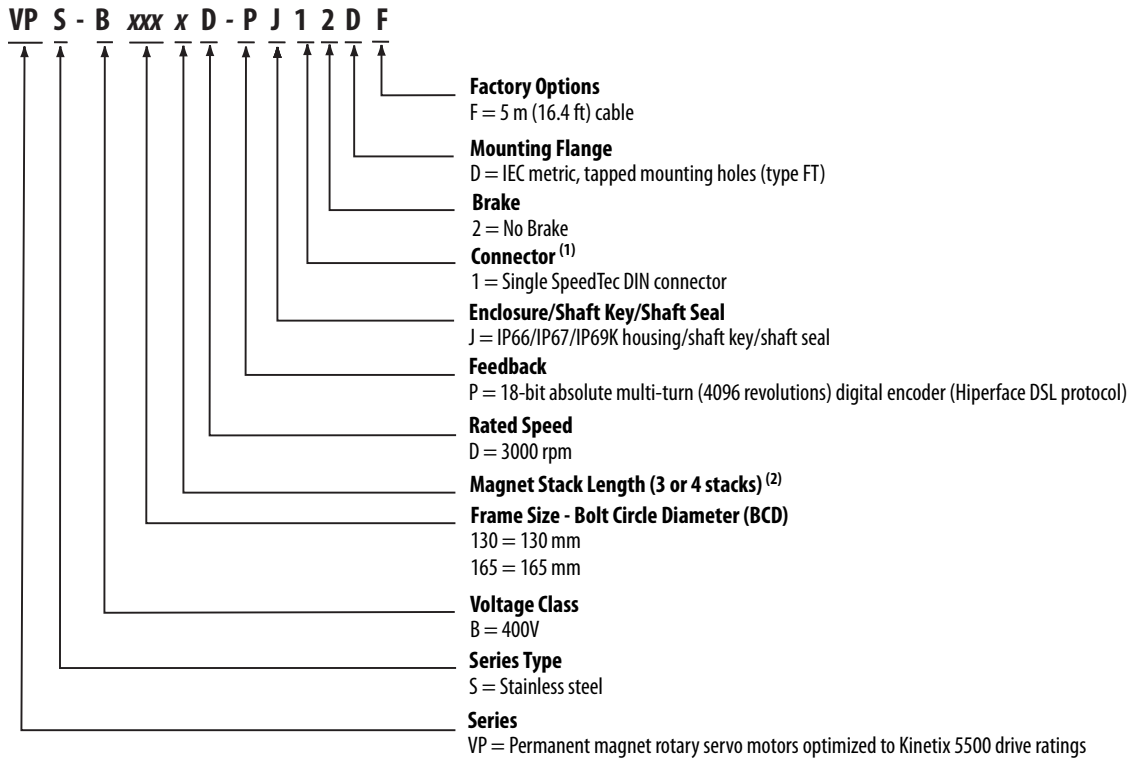 VP S - B xxx x D - P J 1 2 D F
Factory Options
F = 5 m (16.4 ft) cable
Mounting Flange
D = IEC metric, tapped mounting holes (type FT)
Brake
2 = No Brake
Connector (1)
1 = Single SpeedTec DIN connector
Enclosure/Shaft Key/Shaft Seal
J = IP66/IP67/IP69K housing/shaft key/shaft seal
Feedback
P = 18-bit absolute multi-turn (4096 revolutions) digital encoder (Hiperface DSL protocol)
Rated Speed
D = 3000 rpm
Magnet Stack Length (3 or 4 stacks) (2)
Frame Size - Bolt Circle Diameter (BCD)
130 = 130 mm
165 = 165 mm
Voltage Class
B = 400V
Series Type
S = Stainless steel
Series
VP = Permanent magnet rotary servo motors optimized to Kinetix 5500 drive ratings